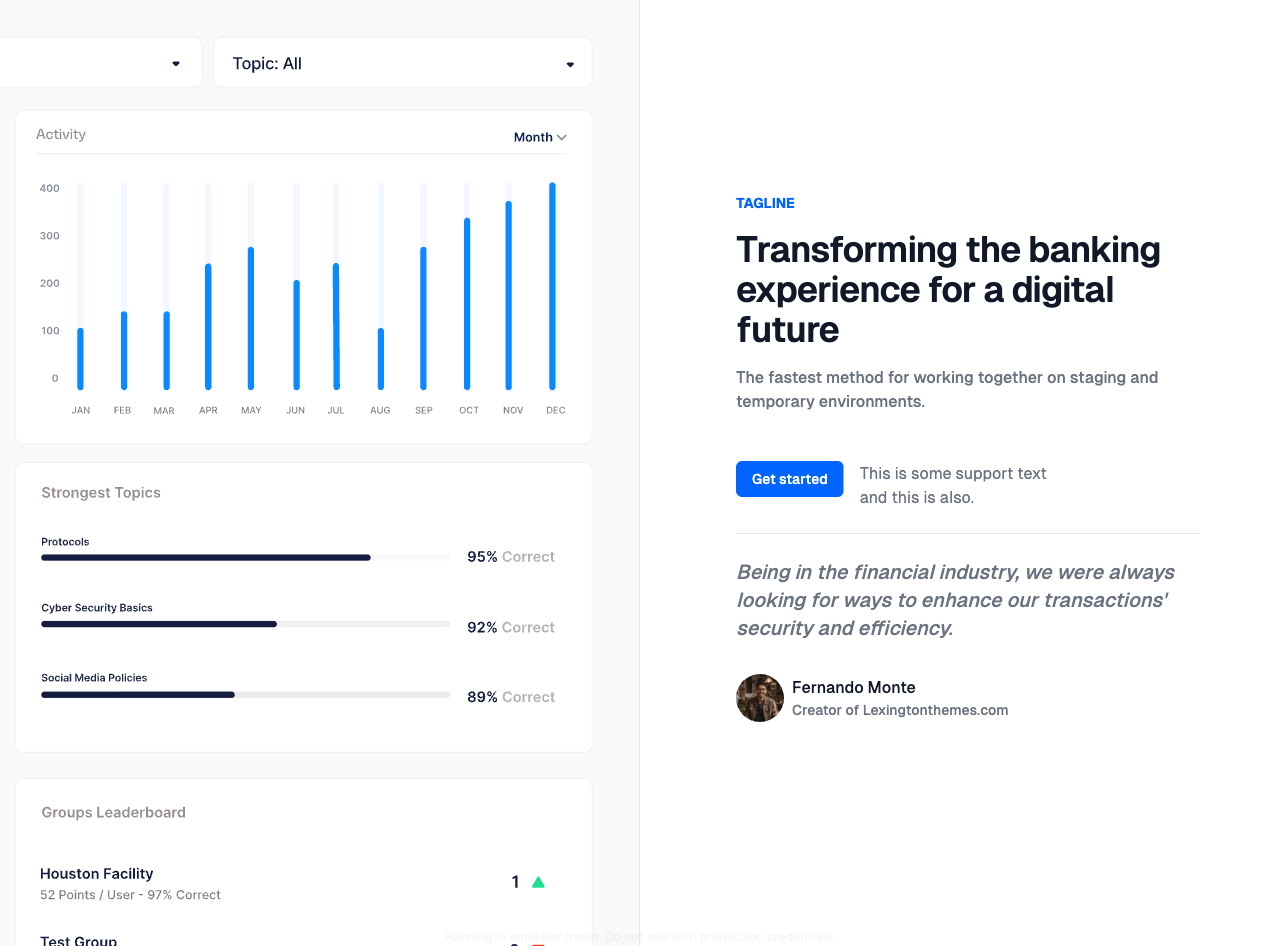 Topic: All
Activity
Month
400
300
200
100
0
JAN FEB MAR APR MAY JUN JUL AUG SEP OCT NOV DEC
Strongest Topics
Protocols
95% Correct
Cyber Security Basics
92% Correct
Social Media Policies
89% Correct
Groups Leaderboard
Houston Facility
1
52 Points / User - 97% Correct
Test Group
TAGLINE
Transforming the banking
experience for a digital
future
The fastest method for working together on staging and
temporary environments.
Get started
This is some support text
and this is also.
Being in the financial industry, we were always
looking for ways to enhance our transactions'
security and efficiency.
Fernando Monte
Creator of Lexingtonthemes.com
Running in emulator mode. Do not use with production credentials.